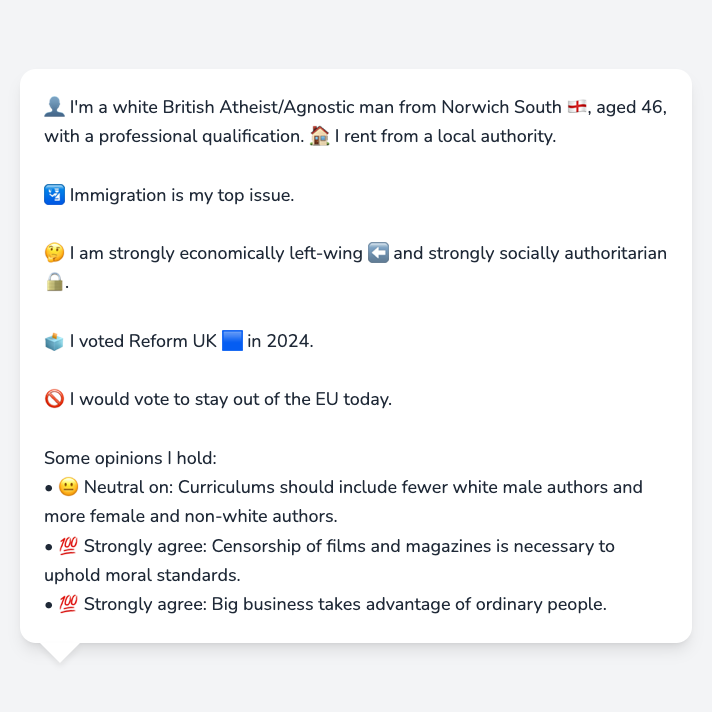 👤 I'm a white British Atheist/Agnostic man from Norwich South 🏴󠁧󠁢󠁥󠁮󠁧󠁿, aged 46,
with a professional qualification. 🏠 I rent from a local authority.
🛂 Immigration is my top issue.
🤔 I am strongly economically left-wing ⬅️ and strongly socially authoritarian
🔒.
🗳️ I voted Reform UK 🟦 in 2024.
🚫 I would vote to stay out of the EU today.
Some opinions I hold:
• 😐 Neutral on: Curriculums should include fewer white male authors and
more female and non-white authors.
• 💯 Strongly agree: Censorship of films and magazines is necessary to
uphold moral standards.
• 💯 Strongly agree: Big business takes advantage of ordinary people.